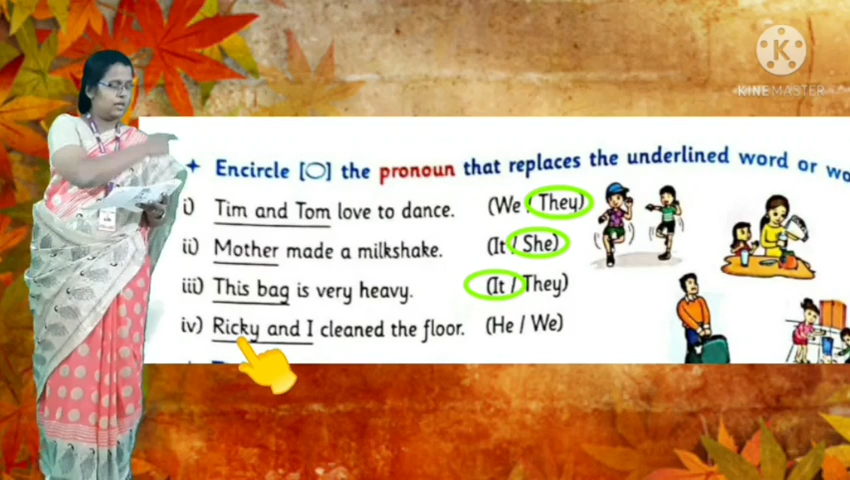 K
KINEMASTER
Encircle [○] the pronoun that replaces the underlined word or
i) Tim and Tom love to dance. (We / They)
ii) Mother made a milkshake. (It / She)
iii) This bag is very heavy. (It / They)
iv) Ricky and I cleaned the floor. (He / We)